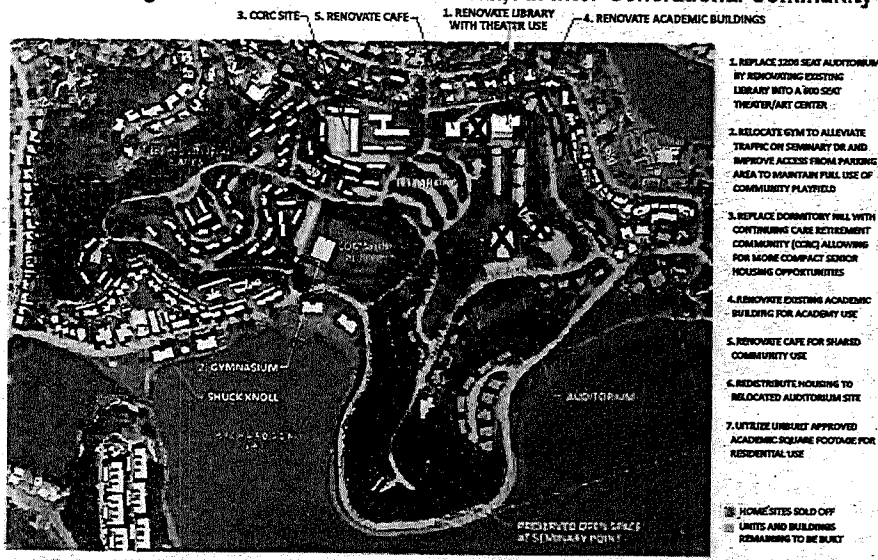 Generational Community
3. CCRC SITE
5. RENOVATE CAFE
1. RENOVATE LIBRARY
WITH THEATER USE
4. RENOVATE ACADEMIC BUILDINGS
1. REPLACE 1200 SEAT AUDITORIUM
BY RENOVATING EXISTING
LIBRARY INTO A 600 SEAT
THEATER/ART CENTER
2. RELOCATE GYM TO ALLEVIATE
TRAFFIC ON SEMINARY DR AND
IMPROVE ACCESS FROM PARKING
AREA TO MAINTAIN FULL USE OF
COMMUNITY PLAYFIELD
3. REPLACE DORMITORY HILL WITH
CONTINUING CARE RETIREMENT
COMMUNITY (CCRC) ALLOWING
FOR MORE COMPACT SENIOR
HOUSING OPPORTUNITIES
4. RENOVATE EXISTING ACADEMIC
BUILDING FOR ACADEMY USE
5. RENOVATE CAFE FOR SHARED
COMMUNITY USE
6. REDISTRIBUTE HOUSING TO
RELOCATED AUDITORIUM SITE
7. UTILIZE UNBUILT APPROVED
ACADEMIC SQUARE FOOTAGE FOR
RESIDENTIAL USE
2. GYMNASIUM
SHUCK KNOLL
AUDITORIUM
PRESERVED OPEN SPACE
AT SEMINARY POINT
HOME SITES SOLD OFF
UNITS AND BUILDINGS
REMAINING TO BE BUILT